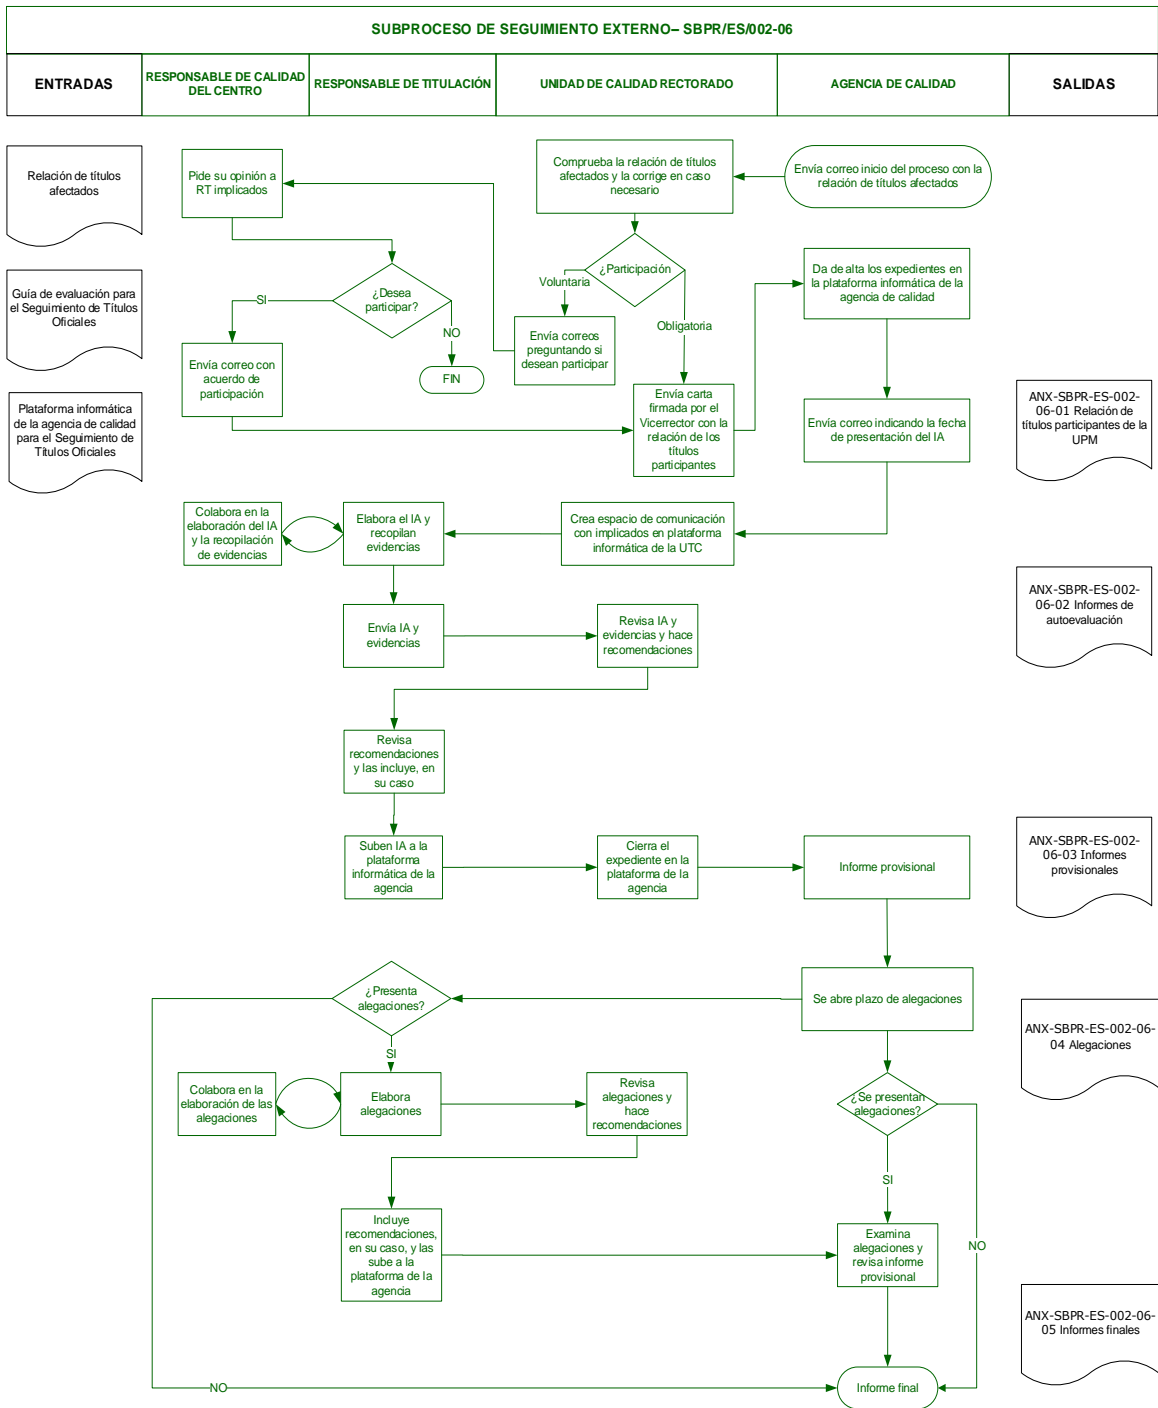 SUBPROCESO DE SEGUIMIENTO EXTERNO– SBPR/ES/002-06
ENTRADAS
RESPONSABLE DE CALIDAD
DEL CENTRO
RESPONSABLE DE TITULACIÓN
UNIDAD DE CALIDAD RECTORADO
AGENCIA DE CALIDAD
SALIDAS
Relación de títulos
afectados
Pide su opinión a
RT implicados
Comprueba la relación de títulos
afectados y la corrige en caso
necesario
Envía correo inicio del proceso con la
relación de títulos afectados
¿Participación
Voluntaria
Obligatoria
Guía de evaluación para
el Seguimiento de Títulos
Oficiales
¿Desea
participar?
SI
NO
FIN
Envía correos
preguntando si
desean participar
Da de alta los expedientes en
la plataforma informática de la
agencia de calidad
Envía correo con
acuerdo de
participación
Plataforma informática
de la agencia de calidad
para el Seguimiento de
Títulos Oficiales
Envía carta
firmada por el
Vicerrector con la
relación de los
títulos
participantes
Envía correo indicando la fecha
de presentación del IA
ANX-SBPR-ES-002-
06-01 Relación de
títulos participantes de la
UPM
Colabora en la
elaboración del IA
y la recopilación
de evidencias
Elabora el IA y
recopilan
evidencias
Crea espacio de comunicación
con implicados en plataforma
informática de la UTC
ANX-SBPR-ES-002-
06-02 Informes de
autoevaluación
Envía IA y
evidencias
Revisa IA y
evidencias y hace
recomendaciones
Revisa
recomendaciones
y las incluye, en
su caso
Suben IA a la
plataforma
informática de la
agencia
Cierra el
expediente en la
plataforma de la
agencia
Informe provisional
ANX-SBPR-ES-002-
06-03 Informes
provisionales
¿Presenta
alegaciones?
Se abre plazo de alegaciones
ANX-SBPR-ES-002-06-
04 Alegaciones
SI
Colabora en la
elaboración de las
alegaciones
Elabora
alegaciones
Revisa
alegaciones y
hace
recomendaciones
¿Se presentan
alegaciones?
SI
NO
Incluye
recomendaciones,
en su caso, y las
sube a la
plataforma de la
agencia
Examina
alegaciones y
revisa informe
provisional
ANX-SBPR-ES-002-06-
05 Informes finales
NO
Informe final